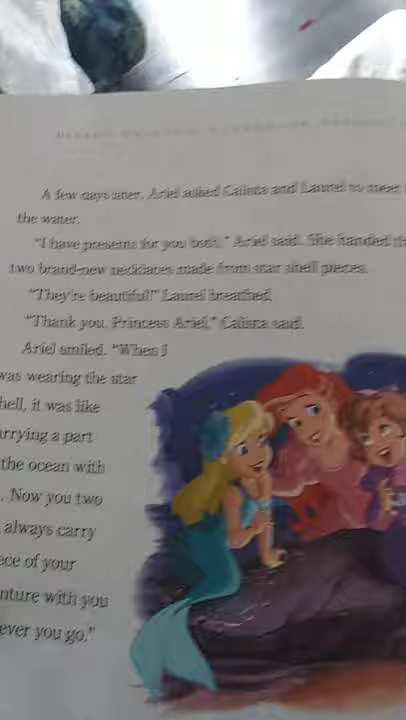 A few days later, Ariel asked Calista and Laurel to meet
the water.
"I have presents for you both," Ariel said. She handed th
two brand-new necklaces made from star shell pieces.
"They're beautiful!" Laurel breathed.
"Thank you, Princess Ariel," Calista said.
Ariel smiled. "When I
was wearing the star
hell, it was like
rrying a part
the ocean with
. Now you two
always carry
ece of your
nture with you
ever you go."